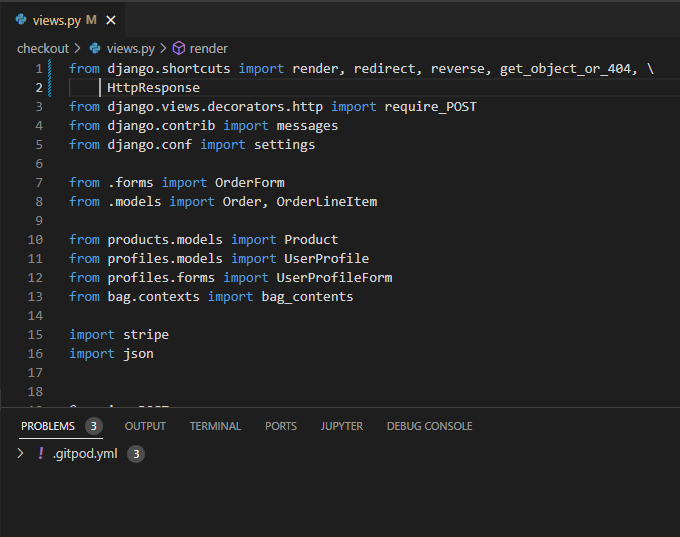 views.py M
checkout > views.py > render
1 from django.shortcuts import render, redirect, reverse, get_object_or_404, \
2 HttpResponse
3 from django.views.decorators.http import require_POST
4 from django.contrib import messages
5 from django.conf import settings
6
7 from .forms import OrderForm
8 from .models import Order, OrderLineItem
9
10 from products.models import Product
11 from profiles.models import UserProfile
12 from profiles.forms import UserProfileForm
13 from bag.contexts import bag_contents
14
15 import stripe
16 import json
17
18
PROBLEMS 3 OUTPUT TERMINAL PORTS JUPYTER DEBUG CONSOLE
> ! .gitpod.yml 3